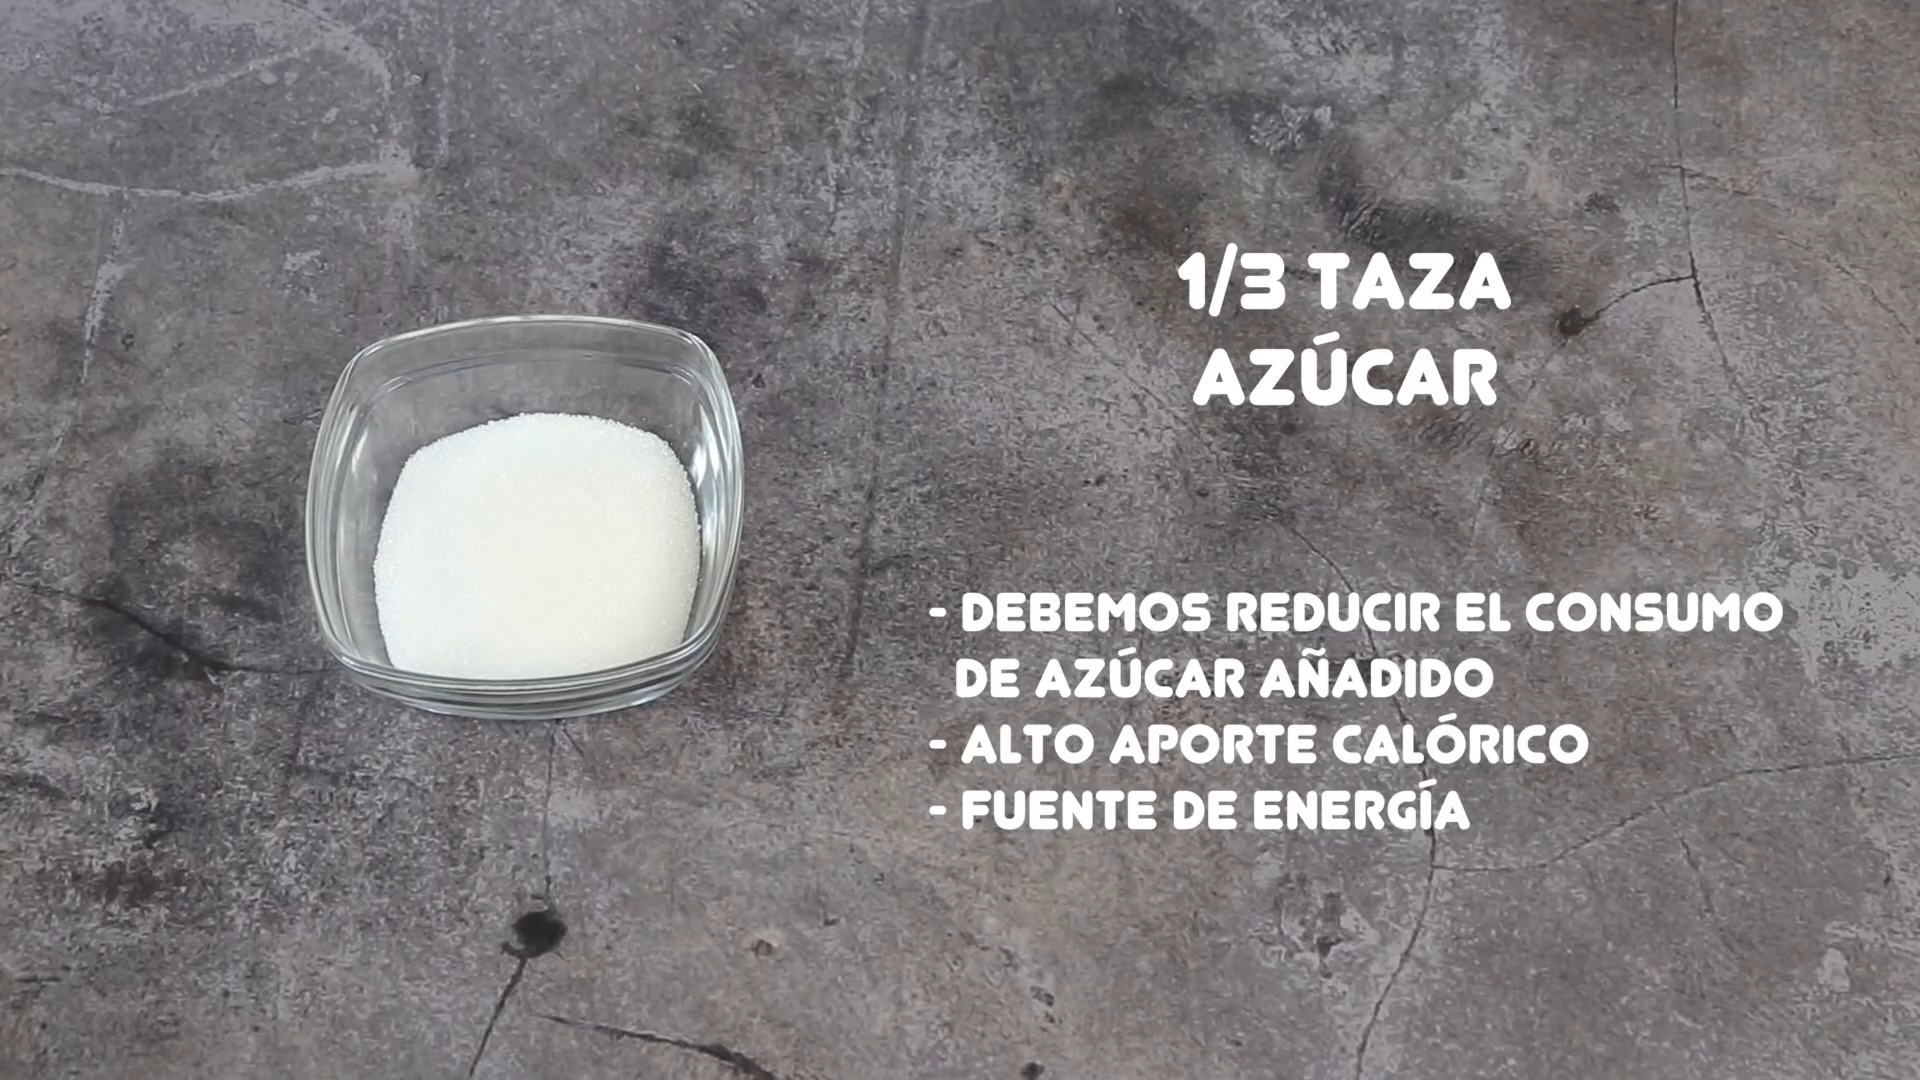 1/3 TAZA
AZÚCAR
- DEBEMOS REDUCIR EL CONSUMO
DE AZÚCAR AÑADIDO
- ALTO APORTE CALÓRICO
- FUENTE DE ENERGÍA